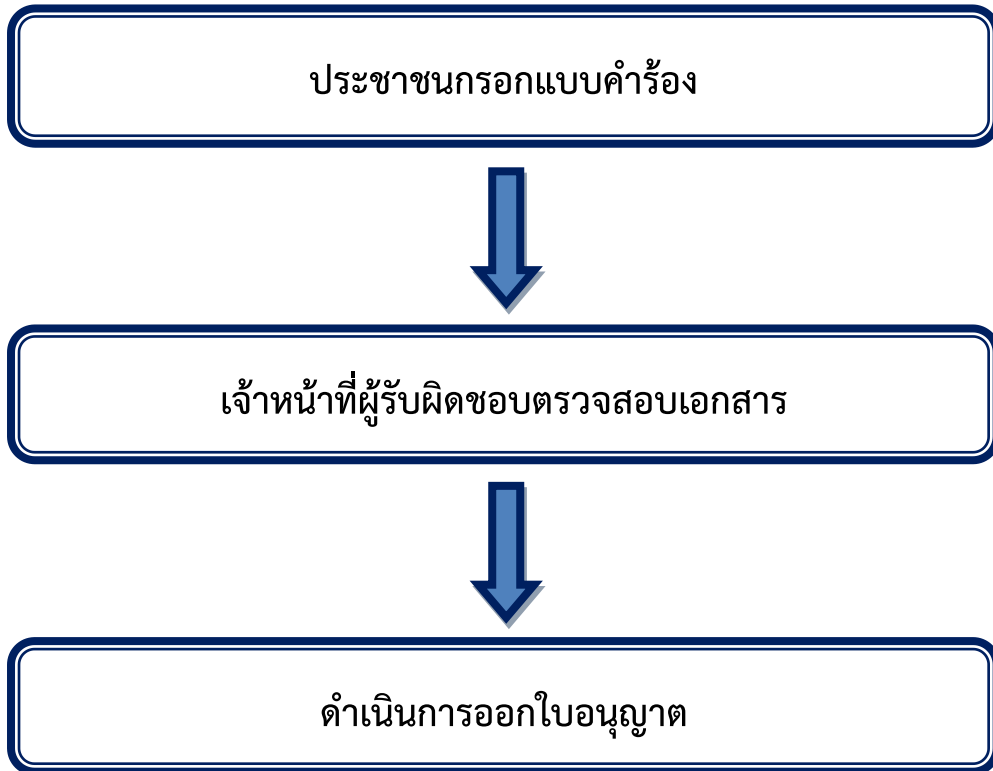 ประชาชนกรอกแบบคำร้อง
เจ้าหน้าที่ผู้รับผิดชอบตรวจสอบเอกสาร
ดำเนินการออกใบอนุญาต